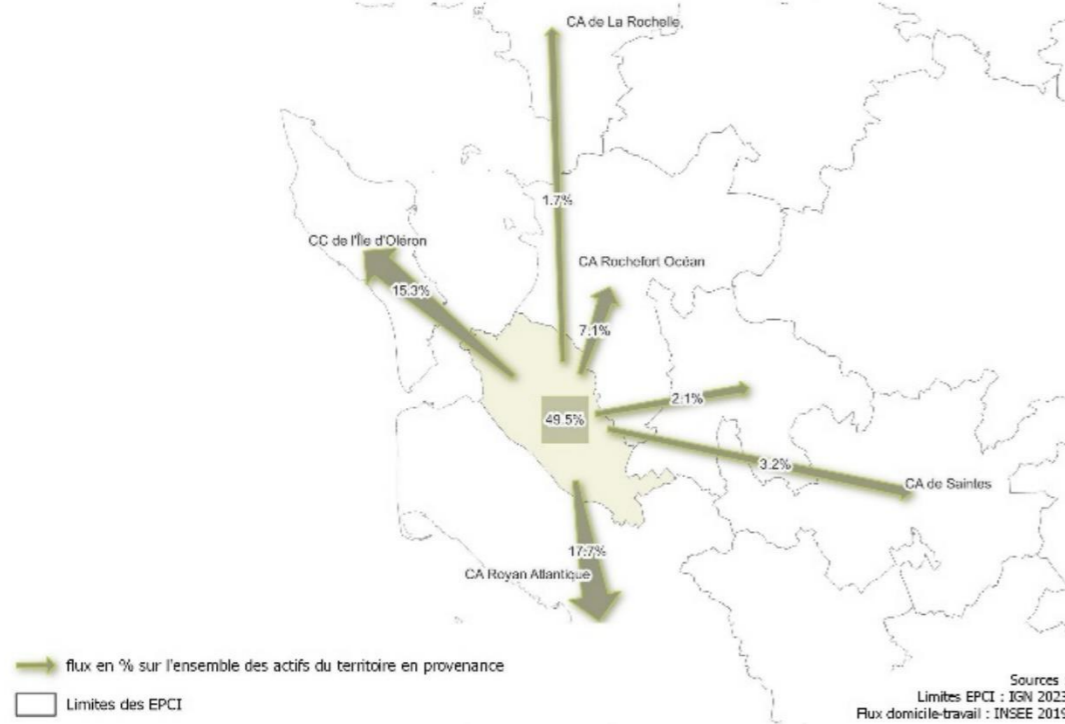 CA de La Rochelle
1.7%
CC de l'Île d'Oléron
15.3%
CA Rochefort Océan
7.1%
2.1%
49.5%
3.2%
CA de Saintes
17.7%
CA Royan Atlantique
flux en % sur l'ensemble des actifs du territoire en provenance
Limites des EPCI
Sources :
Limites EPCI : IGN 2023
Flux domicile-travail : INSEE 2019